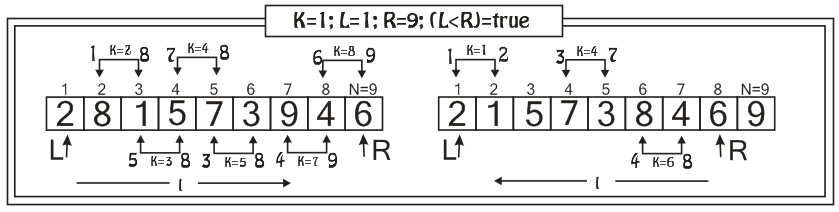 K=1; L=1; R=9; (L<R)=true
1 K=2 8 7 K=4 8 6 K=8 9
1 2 3 4 5 6 7 8 N=9
2 8 1 5 7 3 9 4 6
L R
5 K=3 8 3 K=5 8 4 K=7 9
I
1 K=1 2 3 K=4 7
1 2 3 4 5 6 7 8 N=9
2 1 5 7 3 8 4 6 9
L R
4 K=6 8
I